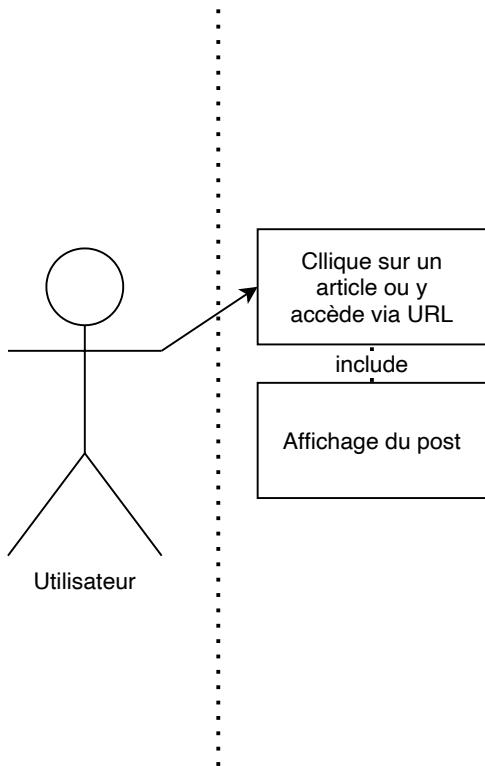 Cllique sur un
article ou y
accède via URL
include
Affichage du post
Utilisateur